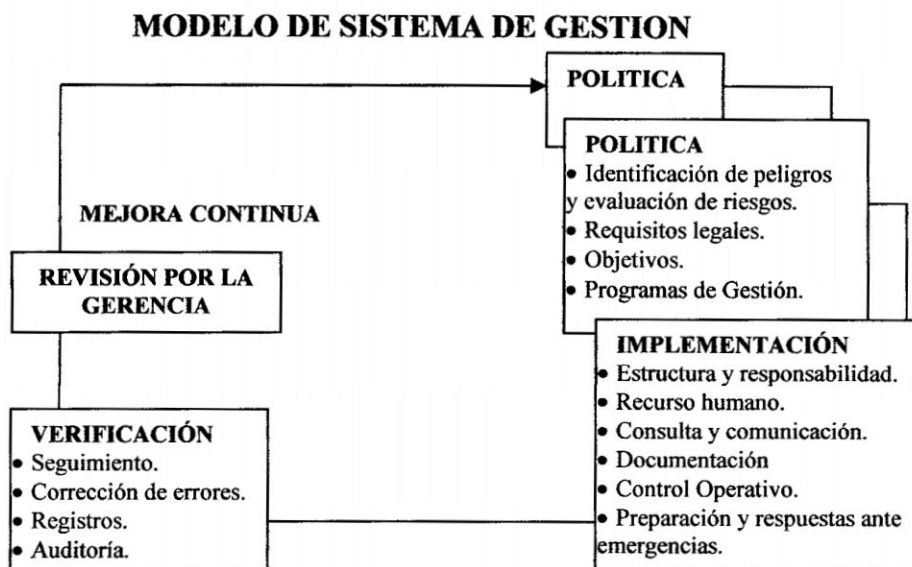 MODELO DE SISTEMA DE GESTION
POLITICA
POLITICA
• Identificación de peligros
y evaluación de riesgos.
• Requisitos legales.
• Objetivos.
• Programas de Gestión.
MEJORA CONTINUA
REVISIÓN POR LA
GERENCIA
IMPLEMENTACIÓN
• Estructura y responsabilidad.
• Recurso humano.
• Consulta y comunicación.
• Documentación
• Control Operativo.
• Preparación y respuestas ante
emergencias.
VERIFICACIÓN
• Seguimiento.
• Corrección de errores.
• Registros.
• Auditoría.